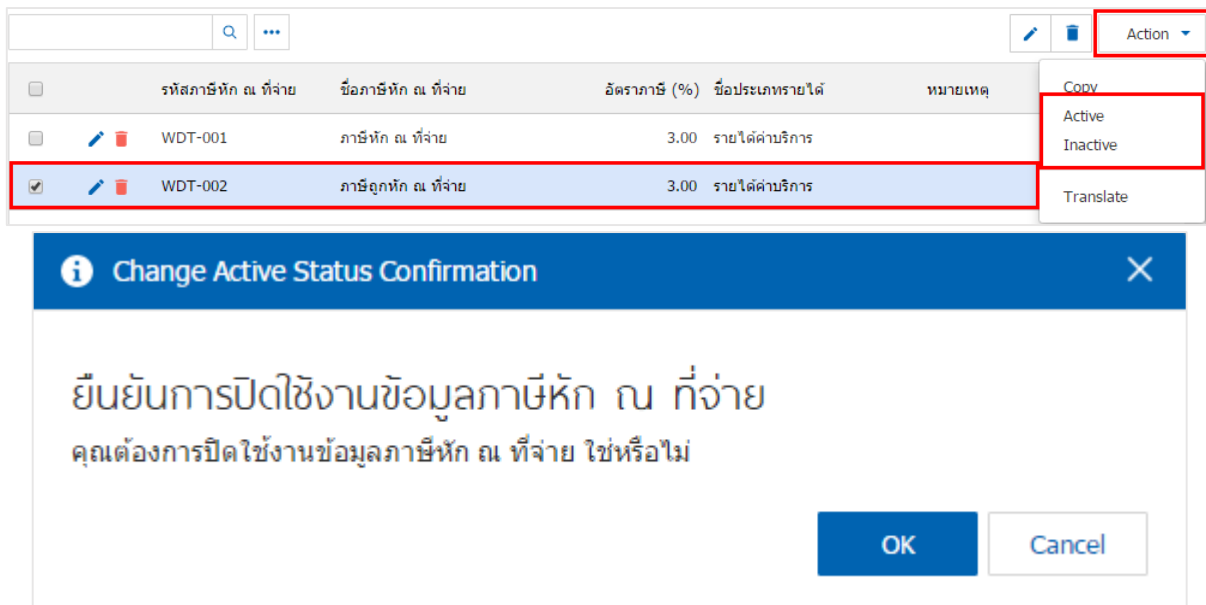 Action
รหัสภาษีหัก ณ ที่จ่าย ชื่อภาษีหัก ณ ที่จ่าย อัตราภาษี (%) ชื่อประเภทรายได้ หมายเหตุ
Copy
Active
Inactive
Translate
WDT-001 ภาษีหัก ณ ที่จ่าย 3.00 รายได้ค่าบริการ
WDT-002 ภาษีถูกหัก ณ ที่จ่าย 3.00 รายได้ค่าบริการ
Change Active Status Confirmation
ยืนยันการปิดใช้งานข้อมูลภาษีหัก ณ ที่จ่าย
คุณต้องการปิดใช้งานข้อมูลภาษีหัก ณ ที่จ่าย ใช่หรือไม่
OK Cancel